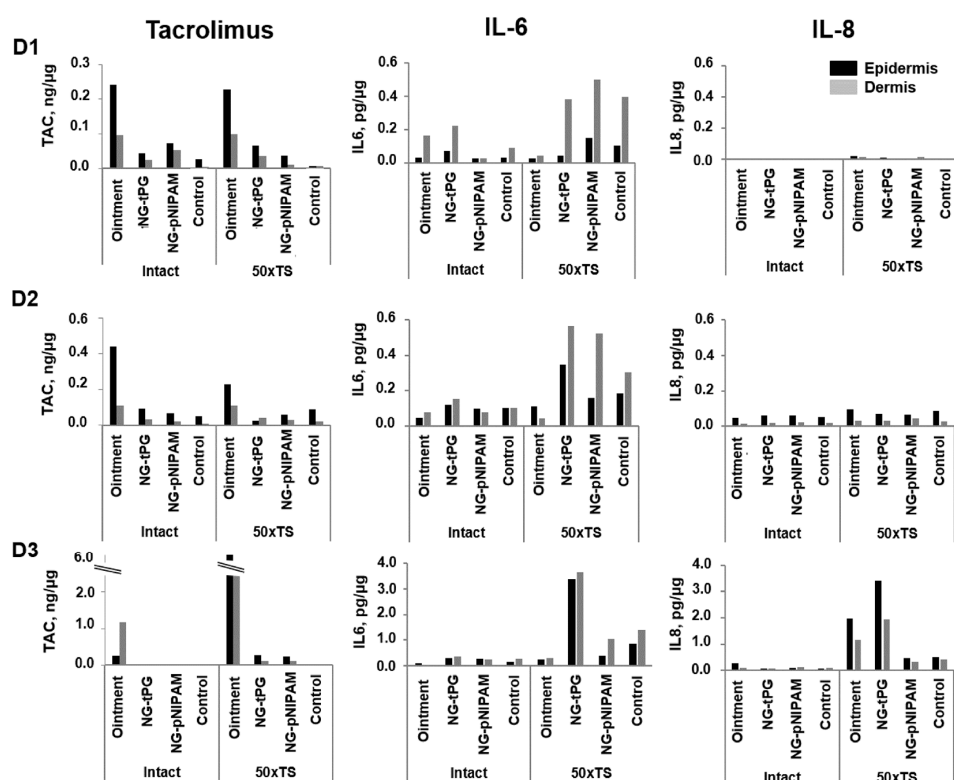 Tacrolimus IL-6 IL-8
D1
TAC, ng/µg
0.3
0.2
0.1
0.0
Ointment NG-tPG NG-pNIPAM Control Ointment NG-tPG NG-pNIPAM Control
Intact 50xTS
IL6, pg/µg
0.6
0.4
0.2
0.0
Ointment NG-tPG NG-pNIPAM Control Ointment NG-tPG NG-pNIPAM Control
Intact 50xTS
IL8, pg/µg
0.6
0.4
0.2
0.0
Epidermis
Dermis
Ointment NG-tPG NG-pNIPAM Control Ointment NG-tPG NG-pNIPAM Control
Intact 50xTS
D2
TAC, ng/µg
0.6
0.4
0.2
0.0
Ointment NG-tPG NG-pNIPAM Control Ointment NG-tPG NG-pNIPAM Control
Intact 50xTS
IL6, pg/µg
0.6
0.4
0.2
0.0
Ointment NG-tPG NG-pNIPAM Control Ointment NG-tPG NG-pNIPAM Control
Intact 50xTS
IL8, pg/µg
0.8
0.6
0.4
0.2
0.0
Ointment NG-tPG NG-pNIPAM Control Ointment NG-tPG NG-pNIPAM Control
Intact 50xTS
D3
TAC, ng/µg
6.0
2.0
1.0
0.0
Ointment NG-tPG NG-pNIPAM Control Ointment NG-tPG NG-pNIPAM Control
Intact 50xTS
IL6, pg/µg
4.0
3.0
2.0
1.0
0.0
Ointment NG-tPG NG-pNIPAM Control Ointment NG-tPG NG-pNIPAM Control
Intact 50xTS
IL8, pg/µg
4.0
3.0
2.0
1.0
0.0
Ointment NG-tPG NG-pNIPAM Control Ointment NG-tPG NG-pNIPAM Control
Intact 50xTS